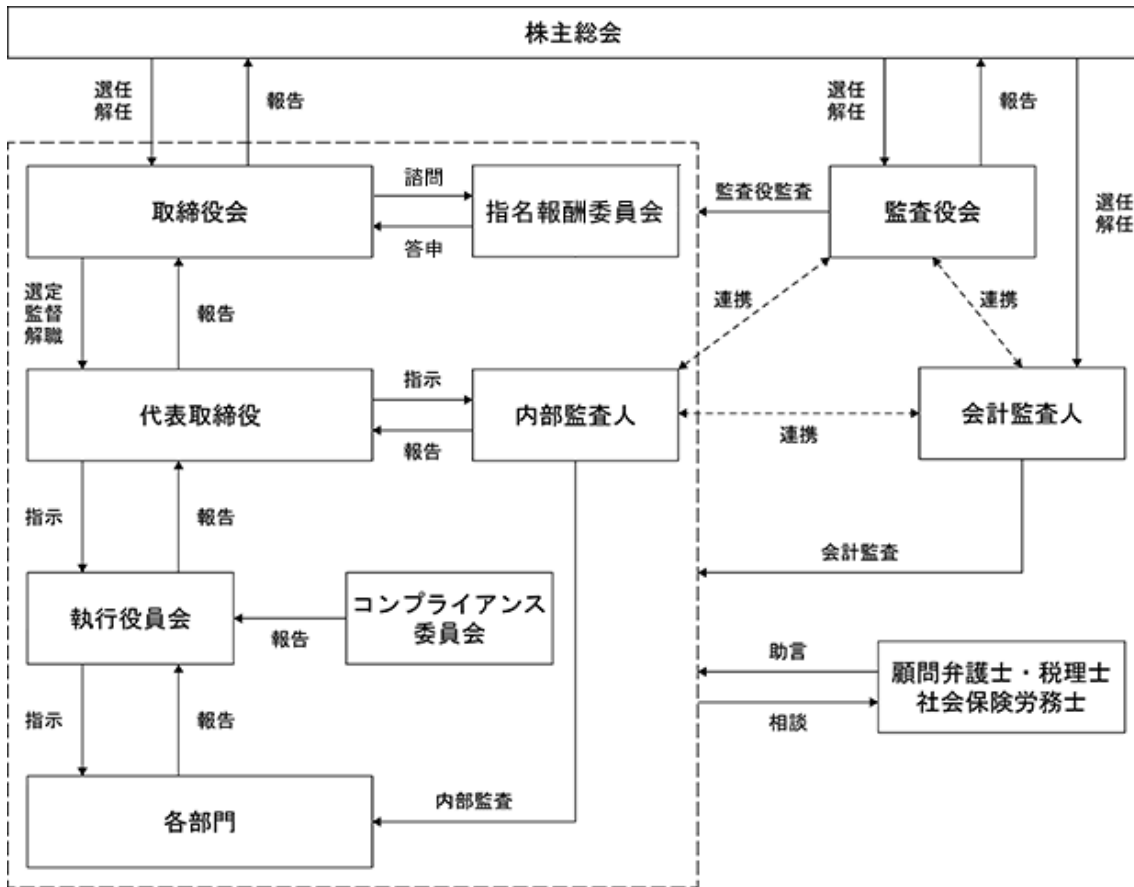 株主総会
選任
解任
報告
選任
解任
報告
選任
解任
取締役会
諮問
答申
指名報酬委員会
監査役監査
監査役会
選定
監督
解職
報告
連携
連携
代表取締役
指示
報告
内部監査人
連携
会計監査人
指示
報告
会計監査
執行役員会
報告
コンプライアンス
委員会
助言
相談
顧問弁護士・税理士
社会保険労務士
指示
報告
各部門
内部監査